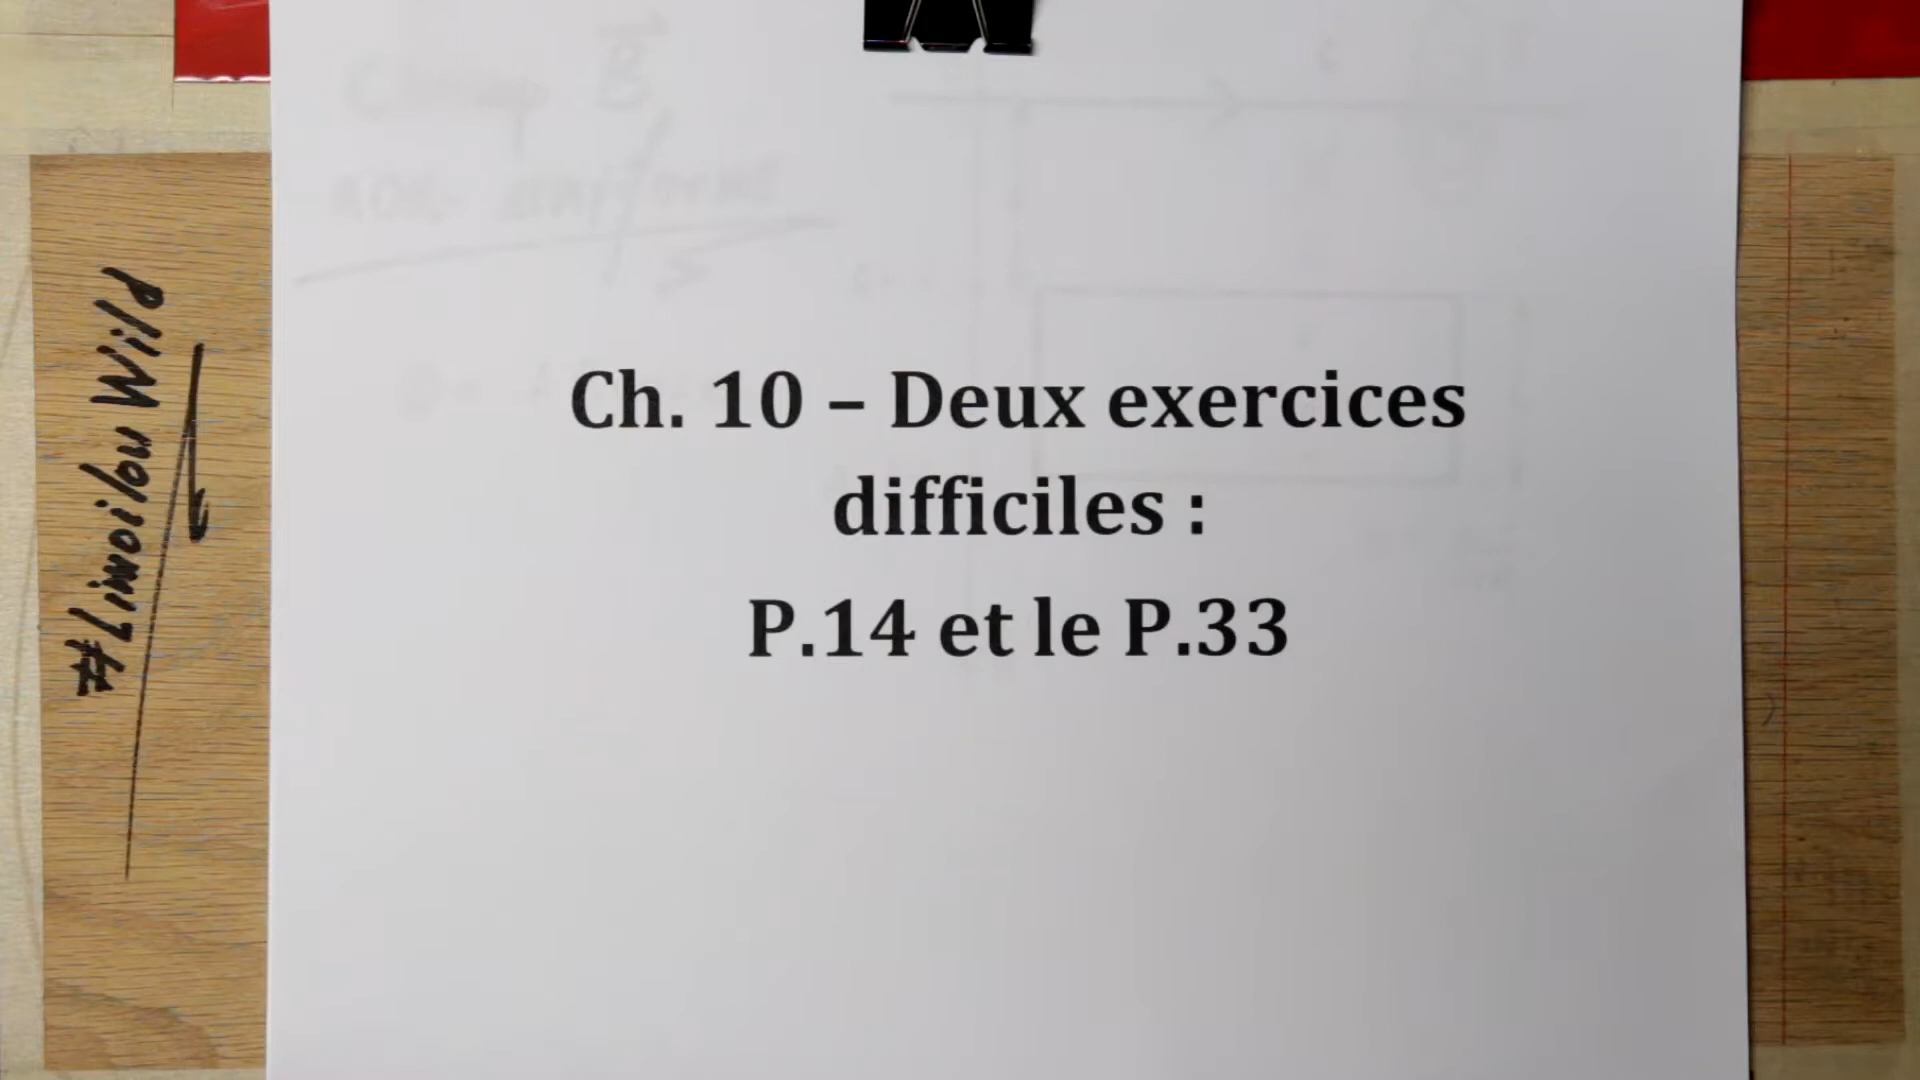 Ch. 10 – Deux exercices
difficiles :
P.14 et le P.33
#Limoilou Wild